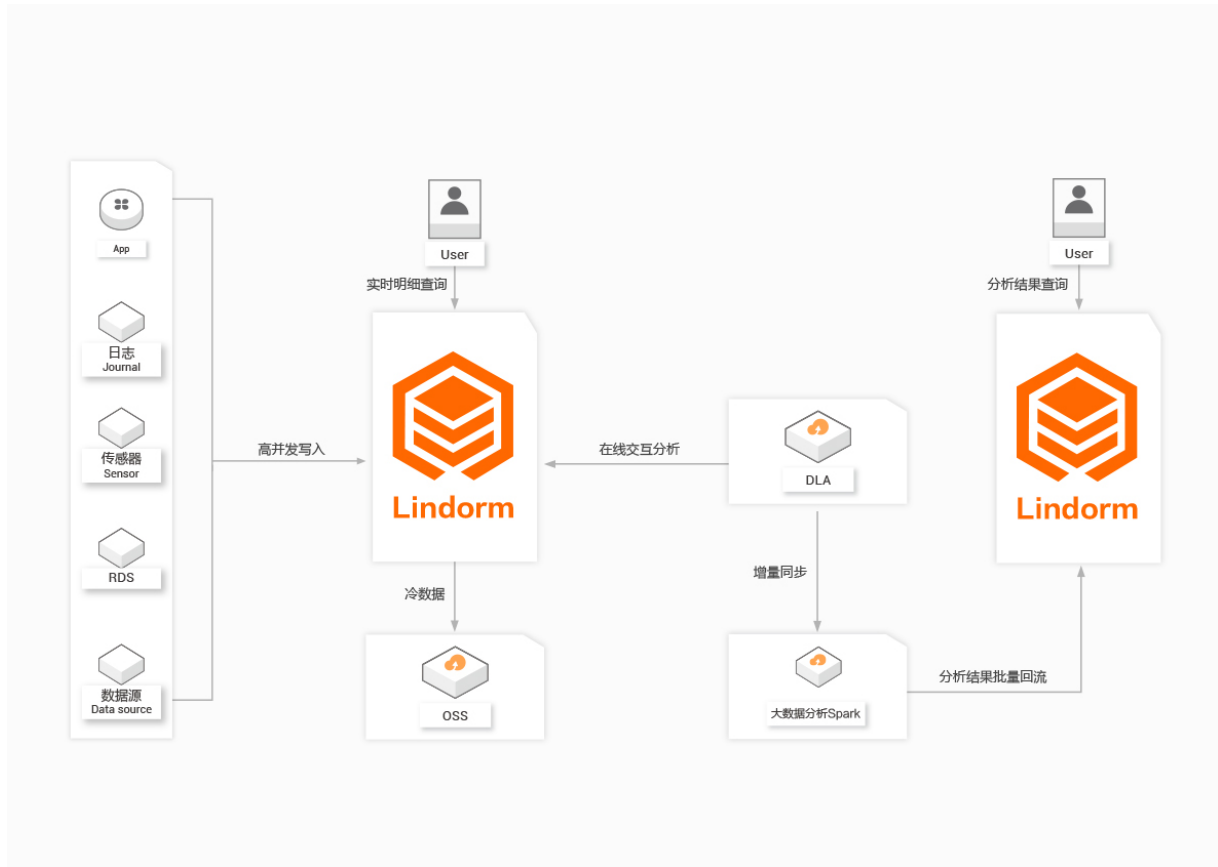 App
日志
Journal
传感器
Sensor
RDS
数据源
Data source
高并发写入
User
实时明细查询
Lindorm
冷数据
OSS
在线交互分析
DLA
增量同步
大数据分析Spark
分析结果批量回流
User
分析结果查询
Lindorm